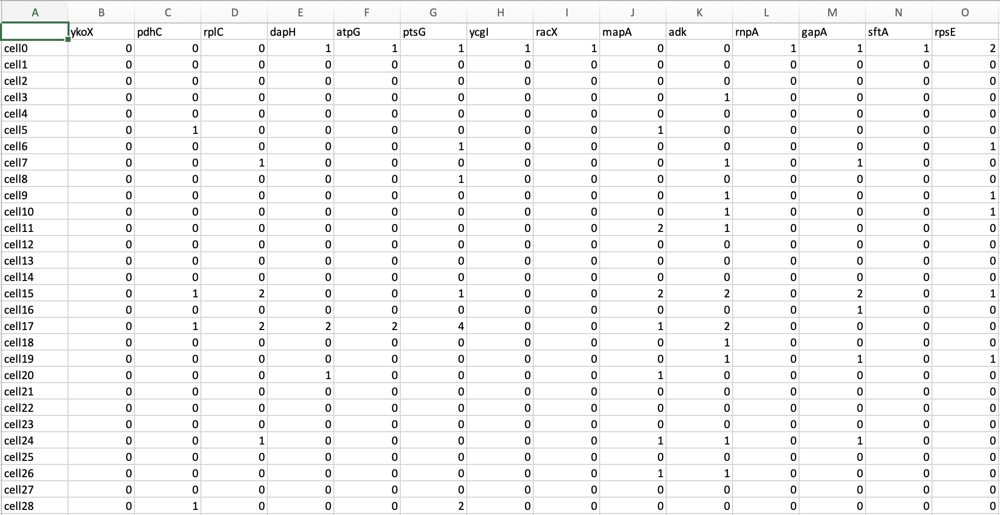 A B C D E F G H I J K L M N O
ykoX pdhC rplC dapH atpG ptsG ycgI racX mapA adk rnpA gapA sftA rpsE
cell0 0 0 0 1 1 1 1 1 0 0 1 1 1 2
cell1 0 0 0 0 0 0 0 0 0 0 0 0 0 0
cell2 0 0 0 0 0 0 0 0 0 0 0 0 0 0
cell3 0 0 0 0 0 0 0 0 0 1 0 0 0 0
cell4 0 0 0 0 0 0 0 0 0 0 0 0 0 0
cell5 0 1 0 0 0 0 0 0 1 0 0 0 0 0
cell6 0 0 0 0 0 1 0 0 0 0 0 0 0 1
cell7 0 0 1 0 0 0 0 0 0 1 0 1 0 0
cell8 0 0 0 0 0 1 0 0 0 0 0 0 0 0
cell9 0 0 0 0 0 0 0 0 0 1 0 0 0 1
cell10 0 0 0 0 0 0 0 0 0 1 0 0 0 1
cell11 0 0 0 0 0 0 0 0 2 1 0 0 0 0
cell12 0 0 0 0 0 0 0 0 0 0 0 0 0 0
cell13 0 0 0 0 0 0 0 0 0 0 0 0 0 0
cell14 0 0 0 0 0 0 0 0 0 0 0 0 0 0
cell15 0 1 2 0 0 1 0 0 2 2 0 2 0 1
cell16 0 0 0 0 0 0 0 0 0 0 0 1 0 0
cell17 0 1 2 2 2 4 0 0 1 2 0 0 0 0
cell18 0 0 0 0 0 0 0 0 0 1 0 0 0 0
cell19 0 0 0 0 0 0 0 0 0 1 0 1 0 1
cell20 0 0 0 1 0 0 0 0 1 0 0 0 0 0
cell21 0 0 0 0 0 0 0 0 0 0 0 0 0 0
cell22 0 0 0 0 0 0 0 0 0 0 0 0 0 0
cell23 0 0 0 0 0 0 0 0 0 0 0 0 0 0
cell24 0 0 1 0 0 0 0 0 1 1 0 1 0 0
cell25 0 0 0 0 0 0 0 0 0 0 0 0 0 0
cell26 0 0 0 0 0 0 0 0 1 1 0 0 0 0
cell27 0 0 0 0 0 0 0 0 0 0 0 0 0 0
cell28 0 1 0 0 0 2 0 0 0 0 0 0 0 0